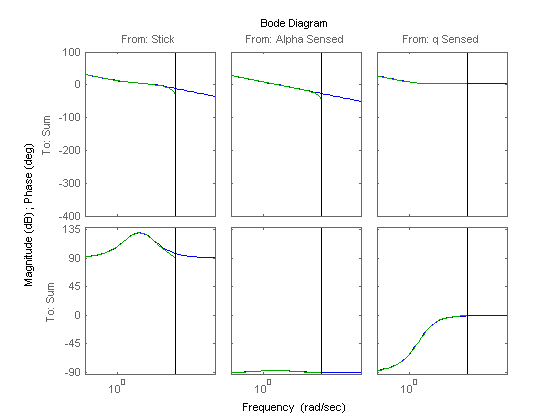 Bode Diagram
From: Stick From: Alpha Sensed From: q Sensed
100
0
-100
-200
-300
-400
To: Sum
135
90
45
0
-45
-90
To: Sum
Magnitude (dB) ; Phase (deg)
10^0 10^0 10^0
Frequency (rad/sec)